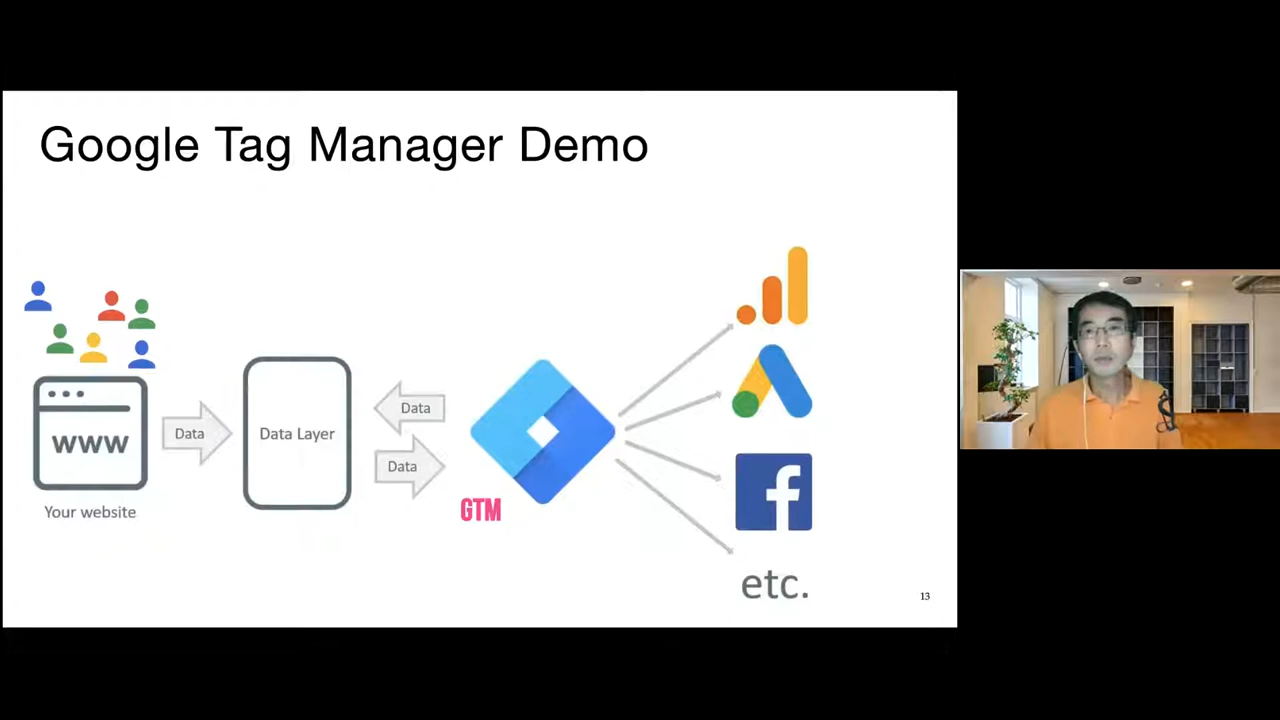 Google Tag Manager Demo
www
Your website
Data
Data Layer
Data
Data
GTM
etc.
13